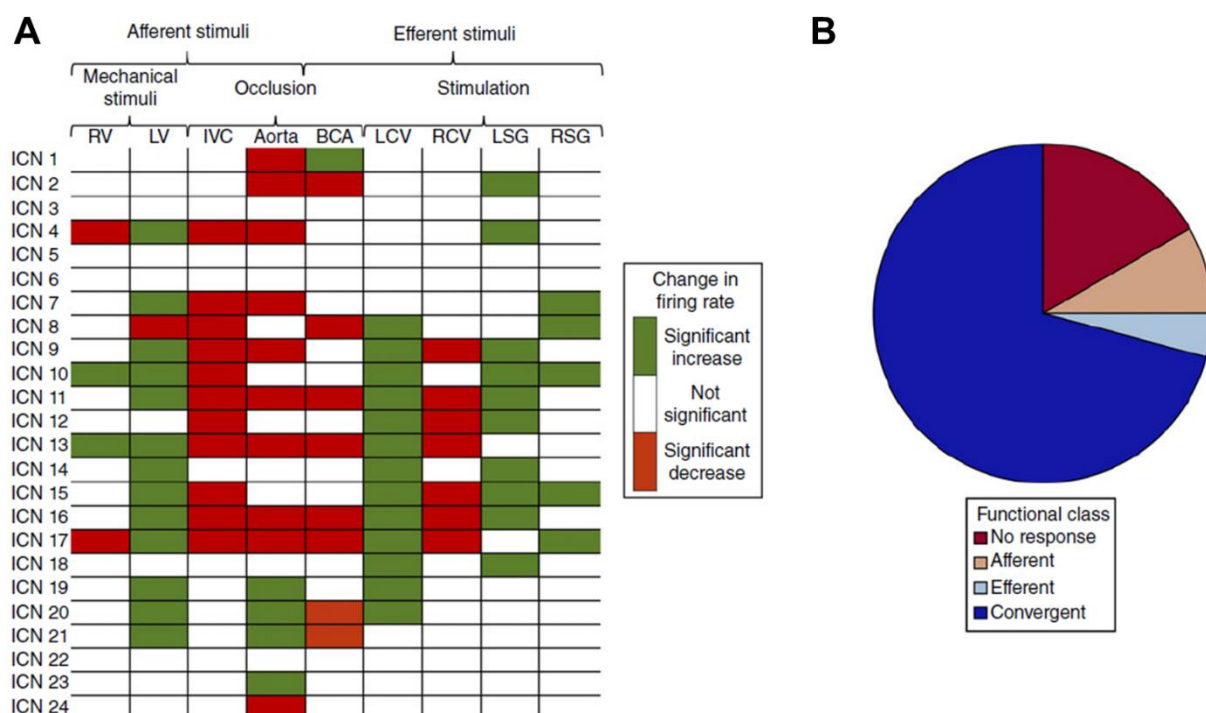 A
B
Afferent stimuli
Efferent stimuli
Mechanical
stimuli
Occlusion
Stimulation
RV LV IVC Aorta BCA LCV RCV LSG RSG
ICN 1
ICN 2
ICN 3
ICN 4
ICN 5
ICN 6
ICN 7
ICN 8
ICN 9
ICN 10
ICN 11
ICN 12
ICN 13
ICN 14
ICN 15
ICN 16
ICN 17
ICN 18
ICN 19
ICN 20
ICN 21
ICN 22
ICN 23
ICN 24
Change in
firing rate
Significant
increase
Not
significant
Significant
decrease
Functional class
No response
Afferent
Efferent
Convergent